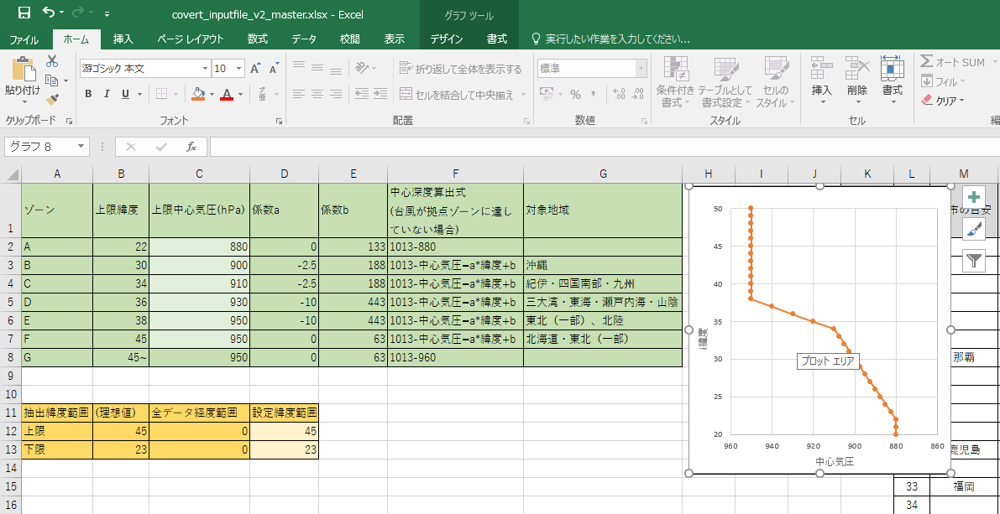 covert_inputfile_v2_master.xlsx - Excel
グラフ ツール
ファイル ホーム 挿入 ページ レイアウト 数式 データ 校閲 表示 デザイン 書式 実行したい作業を入力してください...
貼り付け
游ゴシック 本文 10
B I U
折り返して全体を表示する
セルを結合して中央揃え
標準
条件付き書式
テーブルとして書式設定
セルのスタイル
挿入 削除 書式
オート SUM
フィル
クリア
クリップボード フォント 配置 数値 スタイル セル
グラフ 8
fx
A B C D E F G H I J K L M
1 ゾーン 上限緯度 上限中心気圧(hPa) 係数a 係数b 中心深度算出式
(台風が拠点ゾーンに達し
ていない場合)
対象地域
市の目安
2 A 22 880 0 133 1013-880
3 B 30 900 -2.5 188 1013-中心気圧=a*緯度+b 沖縄
4 C 34 910 -2.5 188 1013-中心気圧=a*緯度+b 紀伊・四国南部・九州
5 D 36 930 -10 443 1013-中心気圧=a*緯度+b 三大湾・東海・瀬戸内海・山陰
6 E 38 950 -10 443 1013-中心気圧=a*緯度+b 東北（一部）、北陸
7 F 45 950 0 63 1013-中心気圧=a*緯度+b 北海道・東北（一部）
8 G 45~ 950 0 63 1013-960
9
10
11 抽出緯度範囲 (理想値) 全データ経度範囲 設定緯度範囲
12 上限 45 0 45
13 下限 23 0 23
14
15
16
50
45
40
35
30
25
20
960 940 920 900 880 860
中心気圧
緯度
プロット エリア
那覇
鹿児島
33 福岡
34